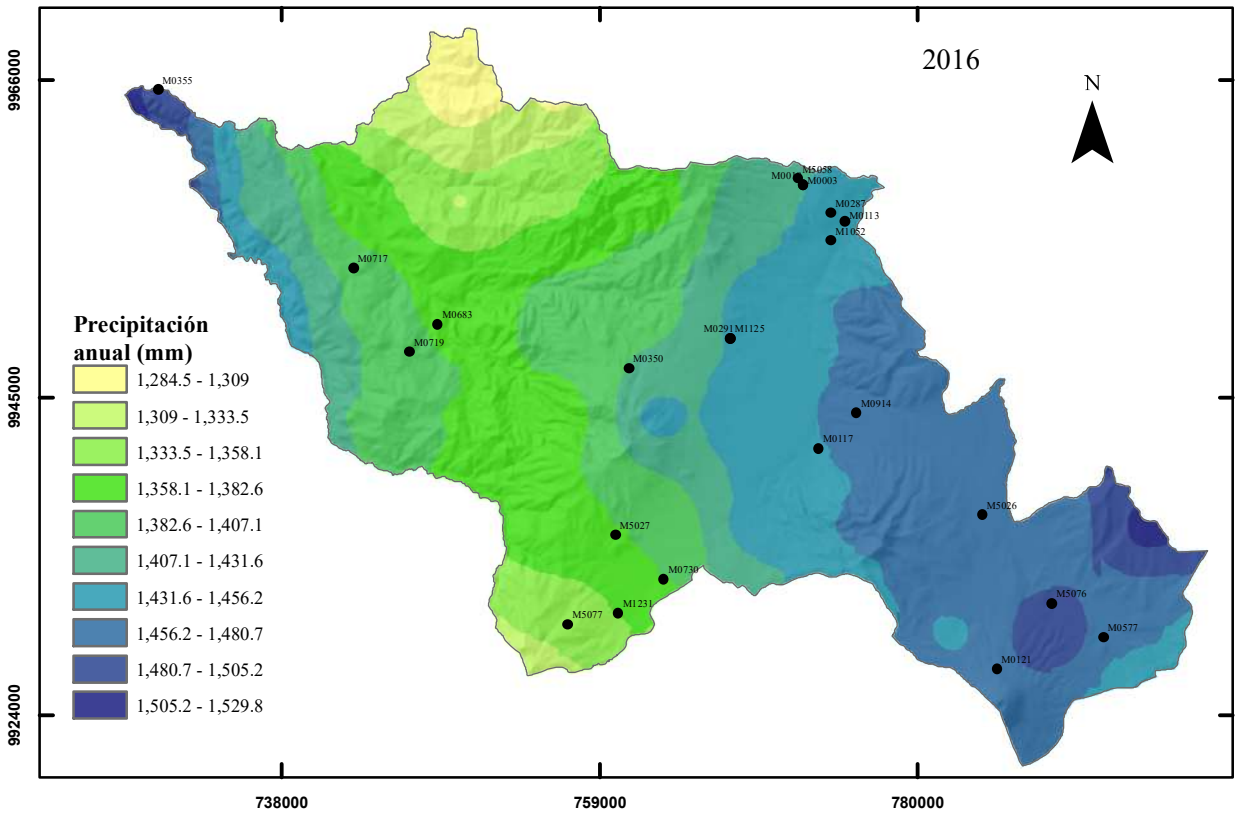 2016
N
M0355
M5058
M0003
M0287
M0113
M1052
M0717
M0683
M0719
M0291
M1125
M0350
M0914
M0117
M5026
M5027
M0730
M1231
M5077
M5076
M0577
M0121
Precipitación
anual (mm)
1,284.5 - 1,309
1,309 - 1,333.5
1,333.5 - 1,358.1
1,358.1 - 1,382.6
1,382.6 - 1,407.1
1,407.1 - 1,431.6
1,431.6 - 1,456.2
1,456.2 - 1,480.7
1,480.7 - 1,505.2
1,505.2 - 1,529.8
9966000
9945000
9924000
738000
759000
780000